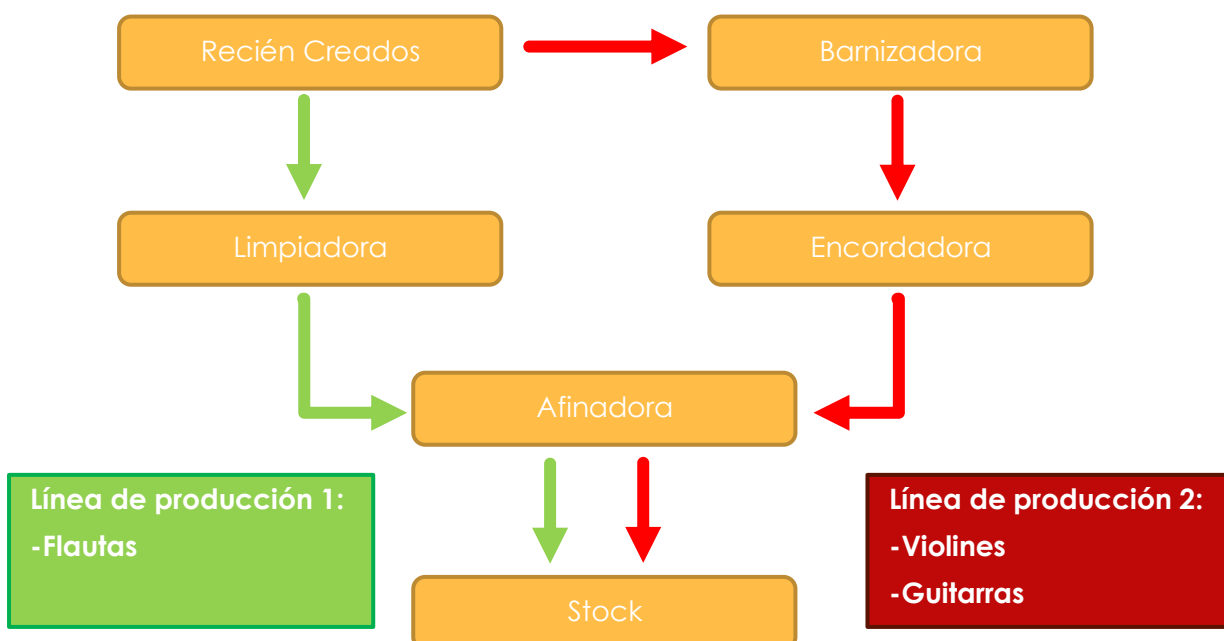 Recién Creados
Barnizadora
Limpiadora
Encordadora
Afinadora
Línea de producción 1:
-Flautas
Línea de producción 2:
-Violines
-Guitarras
Stock